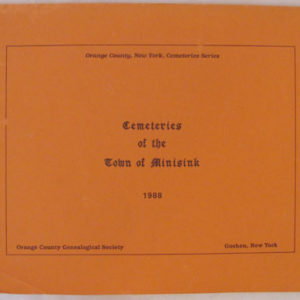 Orange County, New York, Cemeteries Series
Cemeteries
of the
Town of Minisink
1988
Orange County Genealogical Society
Goshen, New York